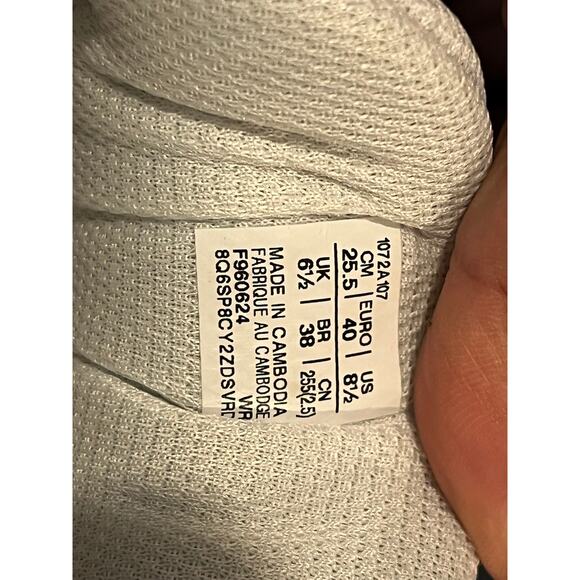 1072A107
CM | EURO | US
25.5 | 40 | 8½
UK | BR | CN
6½ | 38 | 255(2.5)
MADE IN CAMBODIA
FABRIQUE AU CAMBODGE
F960624 WR
8Q6SP8CY2ZDSVRD